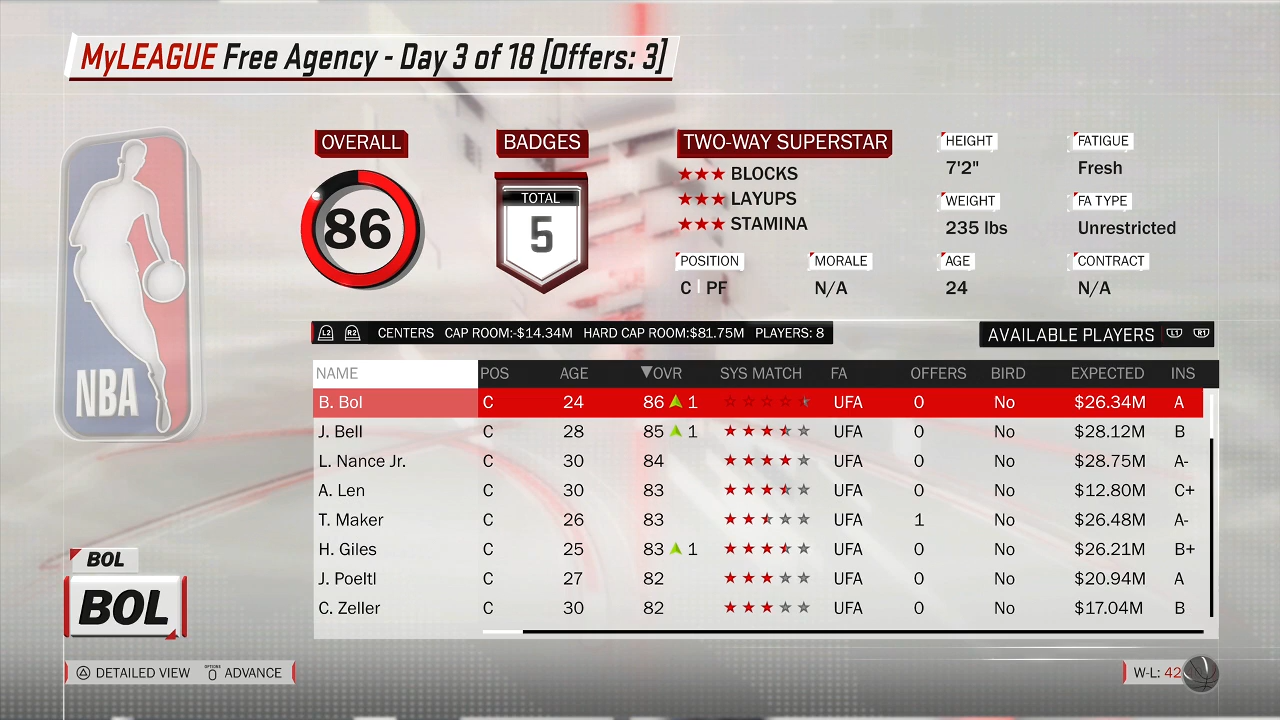 MyLEAGUE Free Agency - Day 3 of 18 [Offers: 3]
OVERALL
86
BADGES
TOTAL
5
TWO-WAY SUPERSTAR
★★★ BLOCKS
★★★ LAYUPS
★★★ STAMINA
POSITION
C | PF
MORALE
N/A
HEIGHT
7'2"
WEIGHT
235 lbs
AGE
24
FATIGUE
Fresh
FA TYPE
Unrestricted
CONTRACT
N/A
NBA
L2 R2 CENTERS CAP ROOM:-$14.34M HARD CAP ROOM:$81.75M PLAYERS: 8
AVAILABLE PLAYERS L1 R1
NAME POS AGE ▼OVR SYS MATCH FA OFFERS BIRD EXPECTED INS
B. Bol C 24 86 1 UFA 0 No $26.34M A
J. Bell C 28 85 1 UFA 0 No $28.12M B
L. Nance Jr. C 30 84 UFA 0 No $28.75M A-
A. Len C 30 83 UFA 0 No $12.80M C+
T. Maker C 26 83 UFA 1 No $26.48M A-
H. Giles C 25 83 1 UFA 0 No $26.21M B+
J. Poeltl C 27 82 UFA 0 No $20.94M A
C. Zeller C 30 82 UFA 0 No $17.04M B
BOL
BOL
DETAILED VIEW OPTIONS ADVANCE
W-L: 42